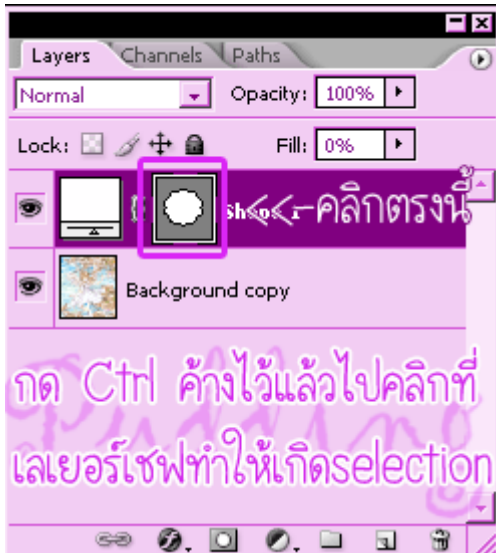 Layers Channels Paths
Normal Opacity: 100%
Lock: Fill: 0%
<<-คลิกตรงนี้
Background copy
กด Ctrl ค้างไว้แล้วไปคลิกที่
เลเยอร์เชฟทำให้เกิดselection